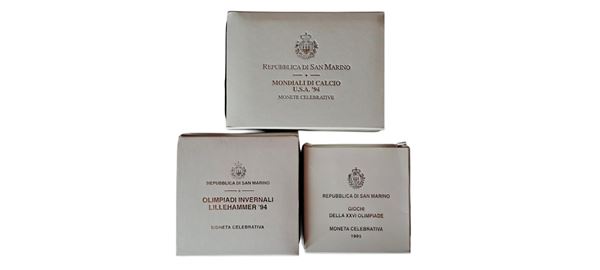 REPUBBLICA DI SAN MARINO
MONDIALI DI CALCIO
U.S.A. '94
MONETE CELEBRATIVE
REPUBBLICA DI SAN MARINO
OLIMPIADI INVERNALI
LILLEHAMMER '94
MONETA CELEBRATIVA
REPUBBLICA DI SAN MARINO
GIOCHI
DELLA XXVI OLIMPIADE
MONETA CELEBRATIVA